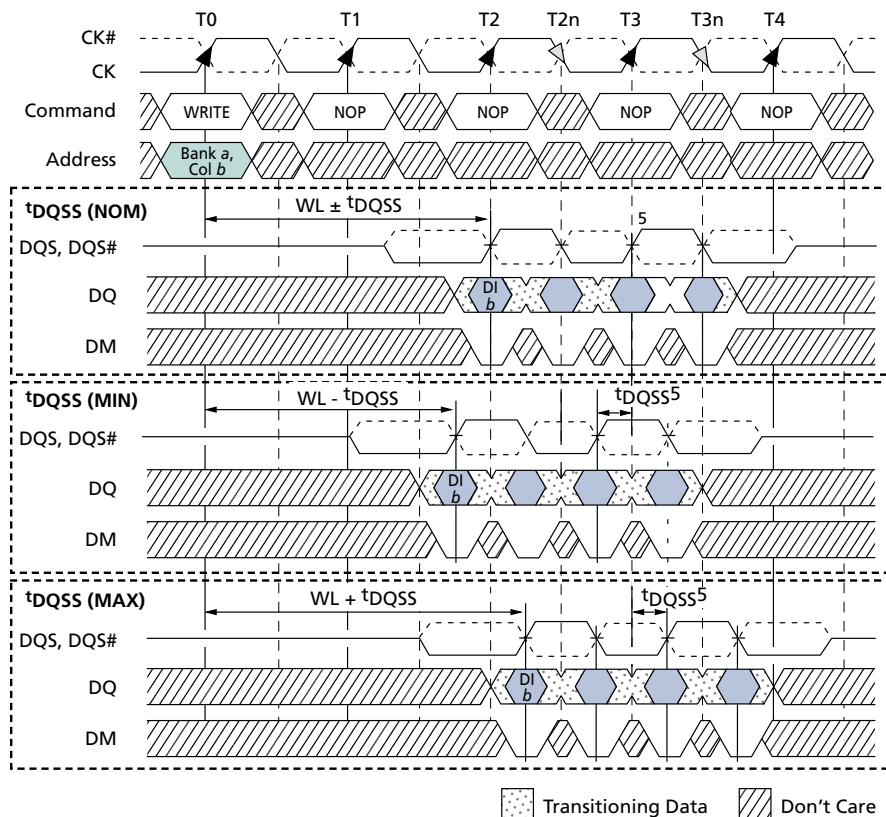 T0 T1 T2 T2n T3 T3n T4
CK#
CK
Command WRITE NOP NOP NOP NOP
Address Bank a,
Col b
tDQSS (NOM) WL ± tDQSS
5
DQS, DQS#
DQ DI
b
DM
tDQSS (MIN) WL - tDQSS tDQSS5
DQS, DQS#
DQ DI
b
DM
tDQSS (MAX) WL + tDQSS tDQSS5
DQS, DQS#
DQ DI
b
DM
Transitioning Data Don't Care